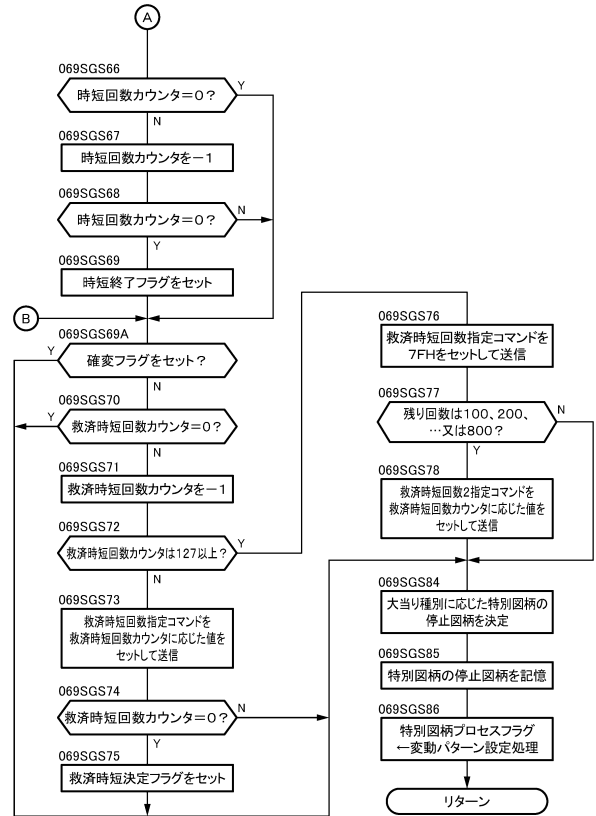 A
069SGS66
時短回数カウンタ＝０？
Y
N
069SGS67
時短回数カウンタを−１
069SGS68
時短回数カウンタ＝０？
N
Y
069SGS69
時短終了フラグをセット
B
069SGS69A
確変フラグをセット？
Y
N
069SGS70
救済時短回数カウンタ＝０？
Y
N
069SGS71
救済時短回数カウンタを−１
069SGS72
救済時短回数カウンタは１２７以上？
Y
N
069SGS73
救済時短回数指定コマンドを
救済時短回数カウンタに応じた値を
セットして送信
069SGS74
救済時短回数カウンタ＝０？
N
Y
069SGS75
救済時短決定フラグをセット
069SGS76
救済時短回数指定コマンドを
７FHをセットして送信
069SGS77
残り回数は１００、２００、
…又は８００？
N
Y
069SGS78
救済時短回数２指定コマンドを
救済時短回数カウンタに応じた値を
セットして送信
069SGS84
大当り種別に応じた特別図柄の
停止図柄を決定
069SGS85
特別図柄の停止図柄を記憶
069SGS86
特別図柄プロセスフラグ
←変動パターン設定処理
リターン